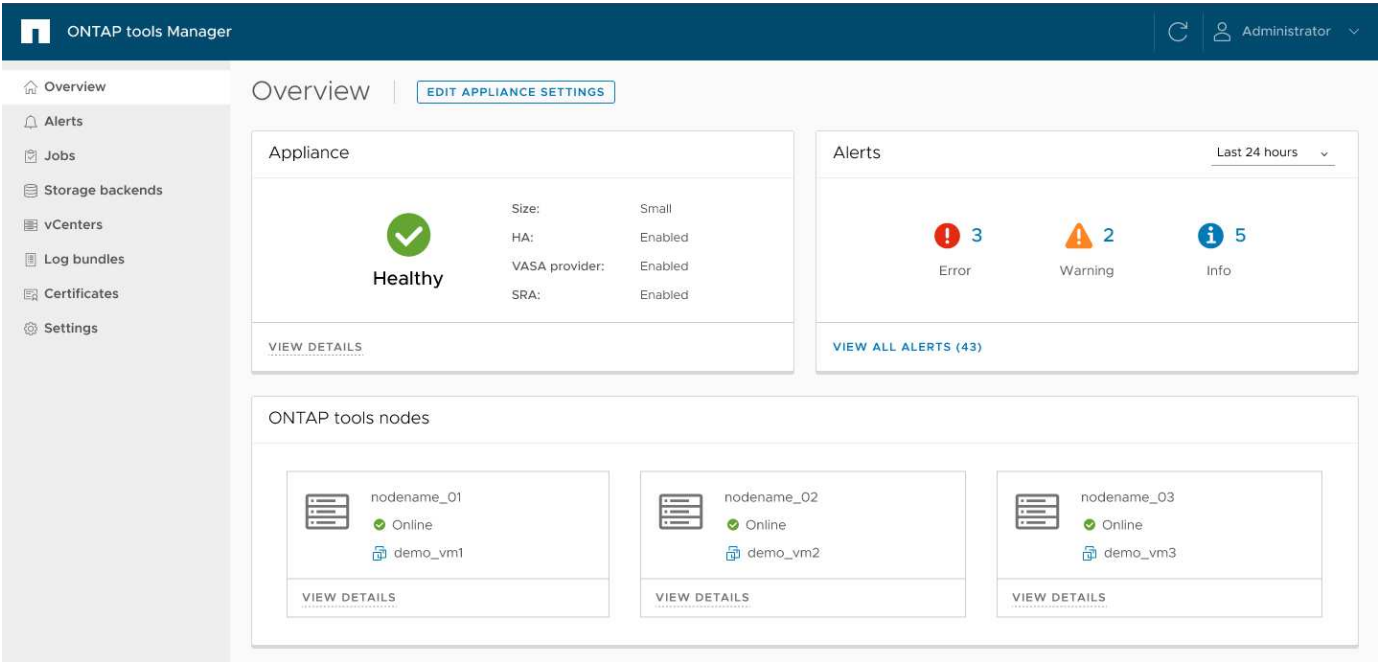 ONTAP tools Manager
Administrator
Overview
Alerts
Jobs
Storage backends
vCenters
Log bundles
Certificates
Settings
Overview
EDIT APPLIANCE SETTINGS
Appliance
Healthy
Size: Small
HA: Enabled
VASA provider: Enabled
SRA: Enabled
VIEW DETAILS
Alerts
Last 24 hours
3
Error
2
Warning
5
Info
VIEW ALL ALERTS (43)
ONTAP tools nodes
nodename_01
Online
demo_vm1
VIEW DETAILS
nodename_02
Online
demo_vm2
VIEW DETAILS
nodename_03
Online
demo_vm3
VIEW DETAILS